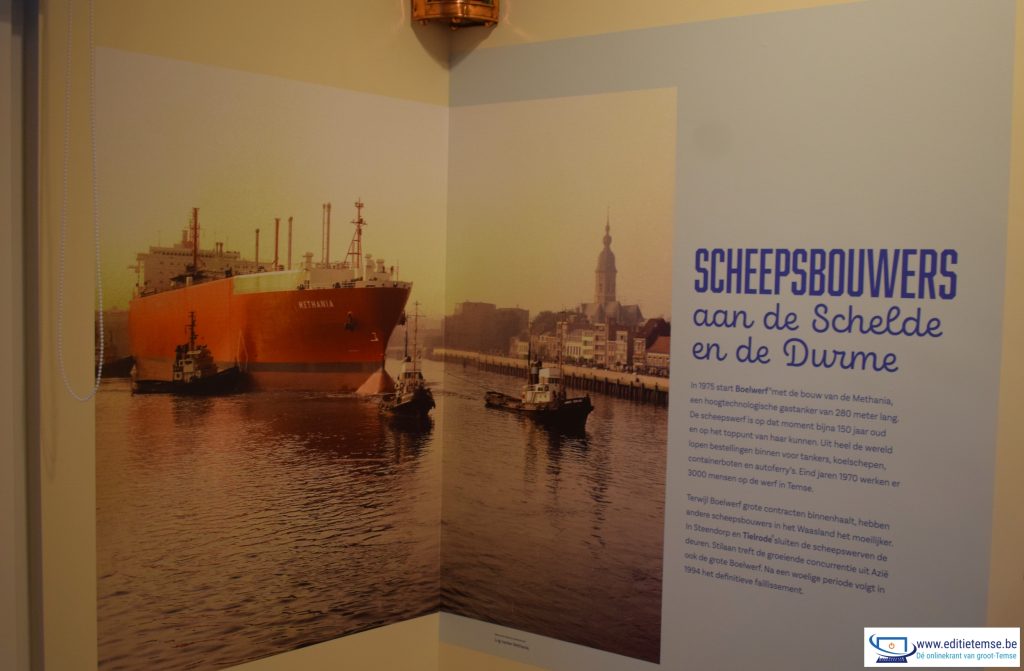 METHANIA
SCHEEPSBOUWERS
aan de Schelde
en de Durme
In 1975 start Boelwerf met de bouw van de Methania,
een hoogtechnologische gastanker van 280 meter lang.
De scheepswerf is op dat moment bijna 150 jaar oud
en op het toppunt van haar kunnen. Uit heel de wereld
lopen bestellingen binnen voor tankers, koelschepen,
containerboten en autoferry's. Eind jaren 1970 werken er
3000 mensen op de werf in Temse.
Terwijl Boelwerf grote contracten binnenhaalt, hebben
andere scheepsbouwers in het Waasland het moeilijker.
In Steendorp en Tielrode sluiten de scheepswerven de
deuren. Stilaan treft de groeiende concurrentie uit Azië
ook de grote Boelwerf. Na een woelige periode volgt in
1994 het definitieve faillissement.
www.editietemse.be
Dé onlinekrant van groot-Temse